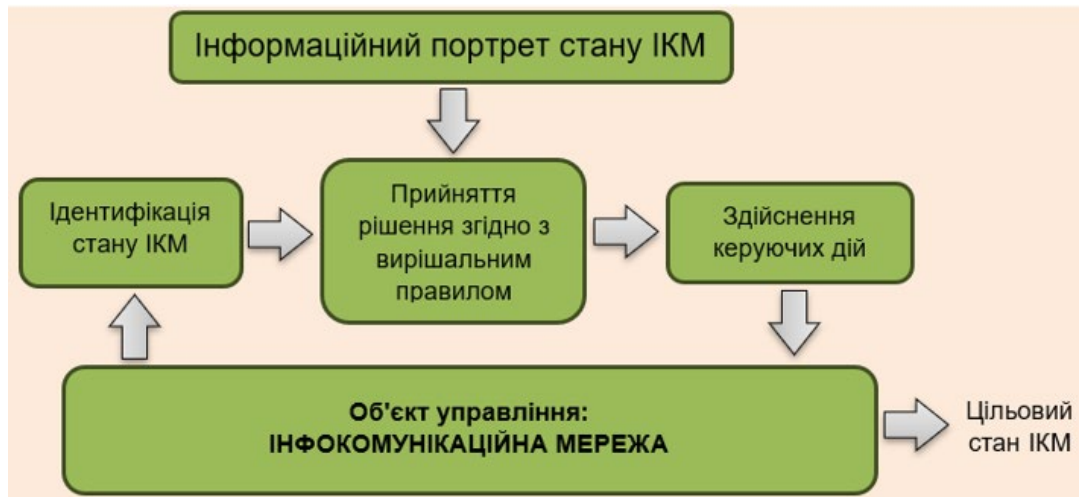 Інформаційний портрет стану ІКМ
Ідентифікація
стану ІКМ
Прийняття
рішення згідно з
вирішальним
правилом
Здійснення
керуючих дій
Об'єкт управління:
ІНФОКОМУНІКАЦІЙНА МЕРЕЖА
Цільовий
стан ІКМ